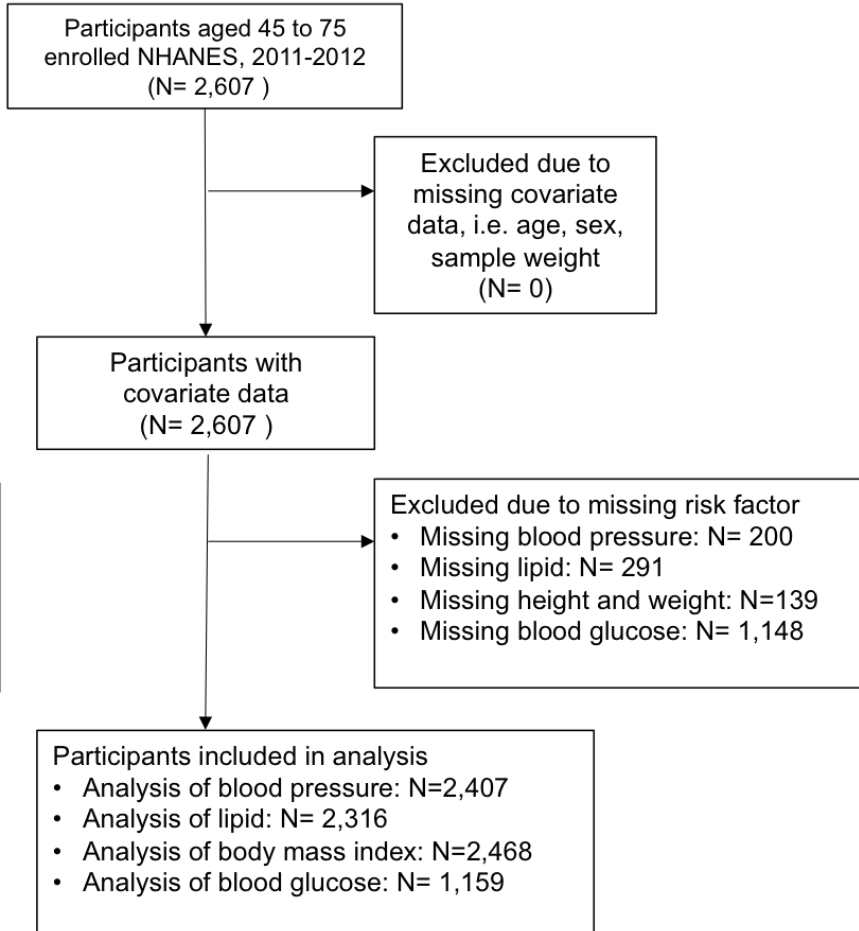 Participants aged 45 to 75
enrolled NHANES, 2011-2012
(N= 2,607 )
Excluded due to
missing covariate
data, i.e. age, sex,
sample weight
(N= 0)
Participants with
covariate data
(N= 2,607 )
Excluded due to missing risk factor
• Missing blood pressure: N= 200
• Missing lipid: N= 291
• Missing height and weight: N=139
• Missing blood glucose: N= 1,148
Participants included in analysis
• Analysis of blood pressure: N=2,407
• Analysis of lipid: N= 2,316
• Analysis of body mass index: N=2,468
• Analysis of blood glucose: N= 1,159